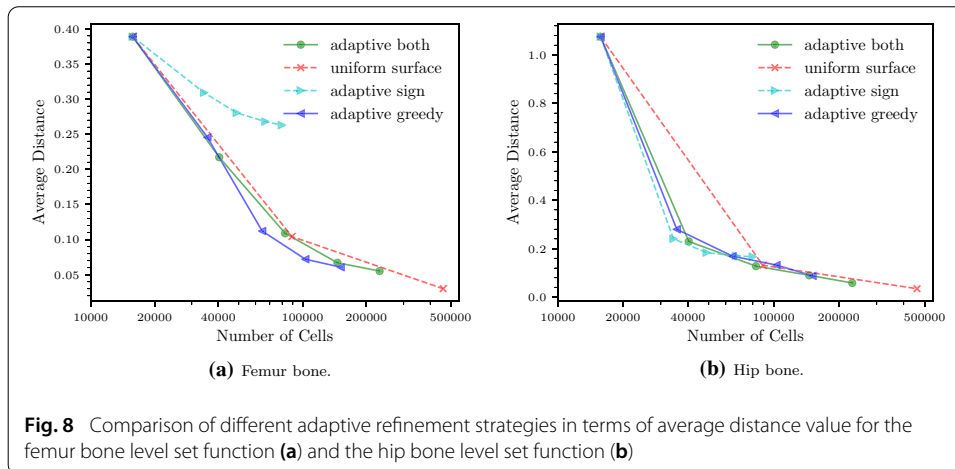 0.40
0.35
0.30
0.25
0.20
0.15
0.10
0.05
Average Distance
adaptive both
uniform surface
adaptive sign
adaptive greedy
10000 20000 40000 100000 200000 500000
Number of Cells
(a) Femur bone.
1.0
0.8
0.6
0.4
0.2
0.0
Average Distance
adaptive both
uniform surface
adaptive sign
adaptive greedy
10000 20000 40000 100000 200000 500000
Number of Cells
(b) Hip bone.
Fig. 8 Comparison of different adaptive refinement strategies in terms of average distance value for the
femur bone level set function (a) and the hip bone level set function (b)